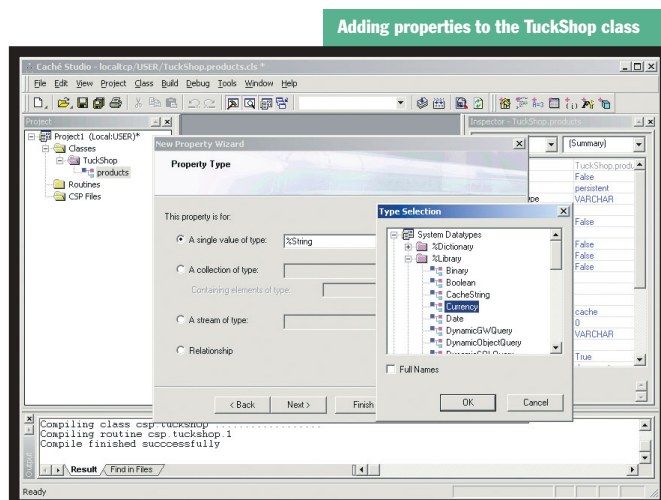 Adding properties to the TuckShop class
Caché Studio - localtcp/USER/TuckShop.products.cls *
File Edit View Project Class Build Debug Tools Window Help
Project
Inspector - TuckShop.products
Project1 (Local:USER)*
Classes
TuckShop
products
Routines
CSP Files
New Property Wizard
(Summary)
Property Type
TuckShop.produ
False
persistent
VARCHAR
False
False
False
False
cache
0
VARCHAR
True
This property is for:
A single value of type:
%String
A collection of type:
Containing elements of type:
A stream of type:
Relationship
< Back
Next >
Finish
Type Selection
System Datatypes
%Dictionary
%Library
Binary
Boolean
CacheString
Currency
Date
DynamicGWQuery
DynamicObjectQuery
DynamicSQLQuery
Full Names
OK
Cancel
Compiling class csp.tuckshop ..................
Compiling routine csp.tuckshop.1
Compile finished succcessfully
Output
Result
Find in Files
Ready